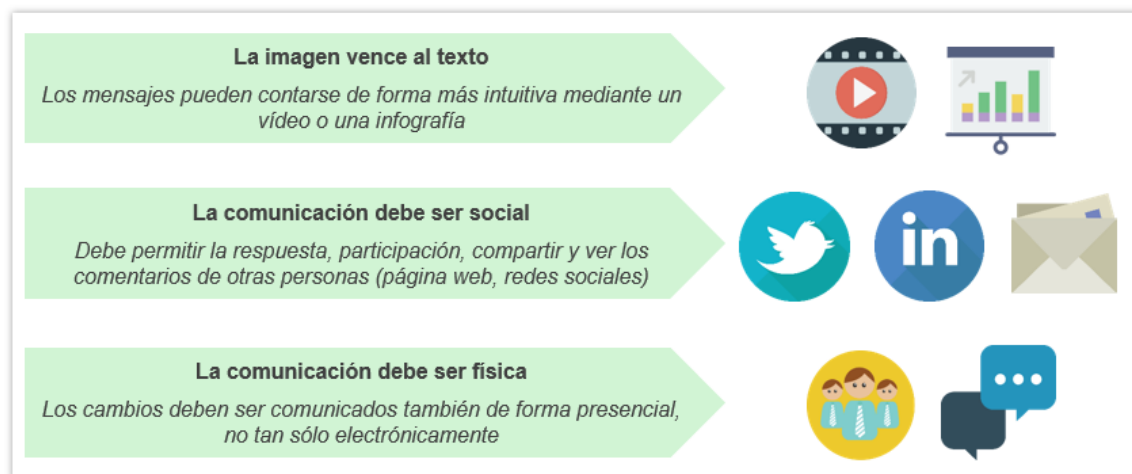 La imagen vence al texto
Los mensajes pueden contarse de forma más intuitiva mediante un
vídeo o una infografía
La comunicación debe ser social
Debe permitir la respuesta, participación, compartir y ver los
comentarios de otras personas (página web, redes sociales)
in
La comunicación debe ser física
Los cambios deben ser comunicados también de forma presencial,
no tan sólo electrónicamente